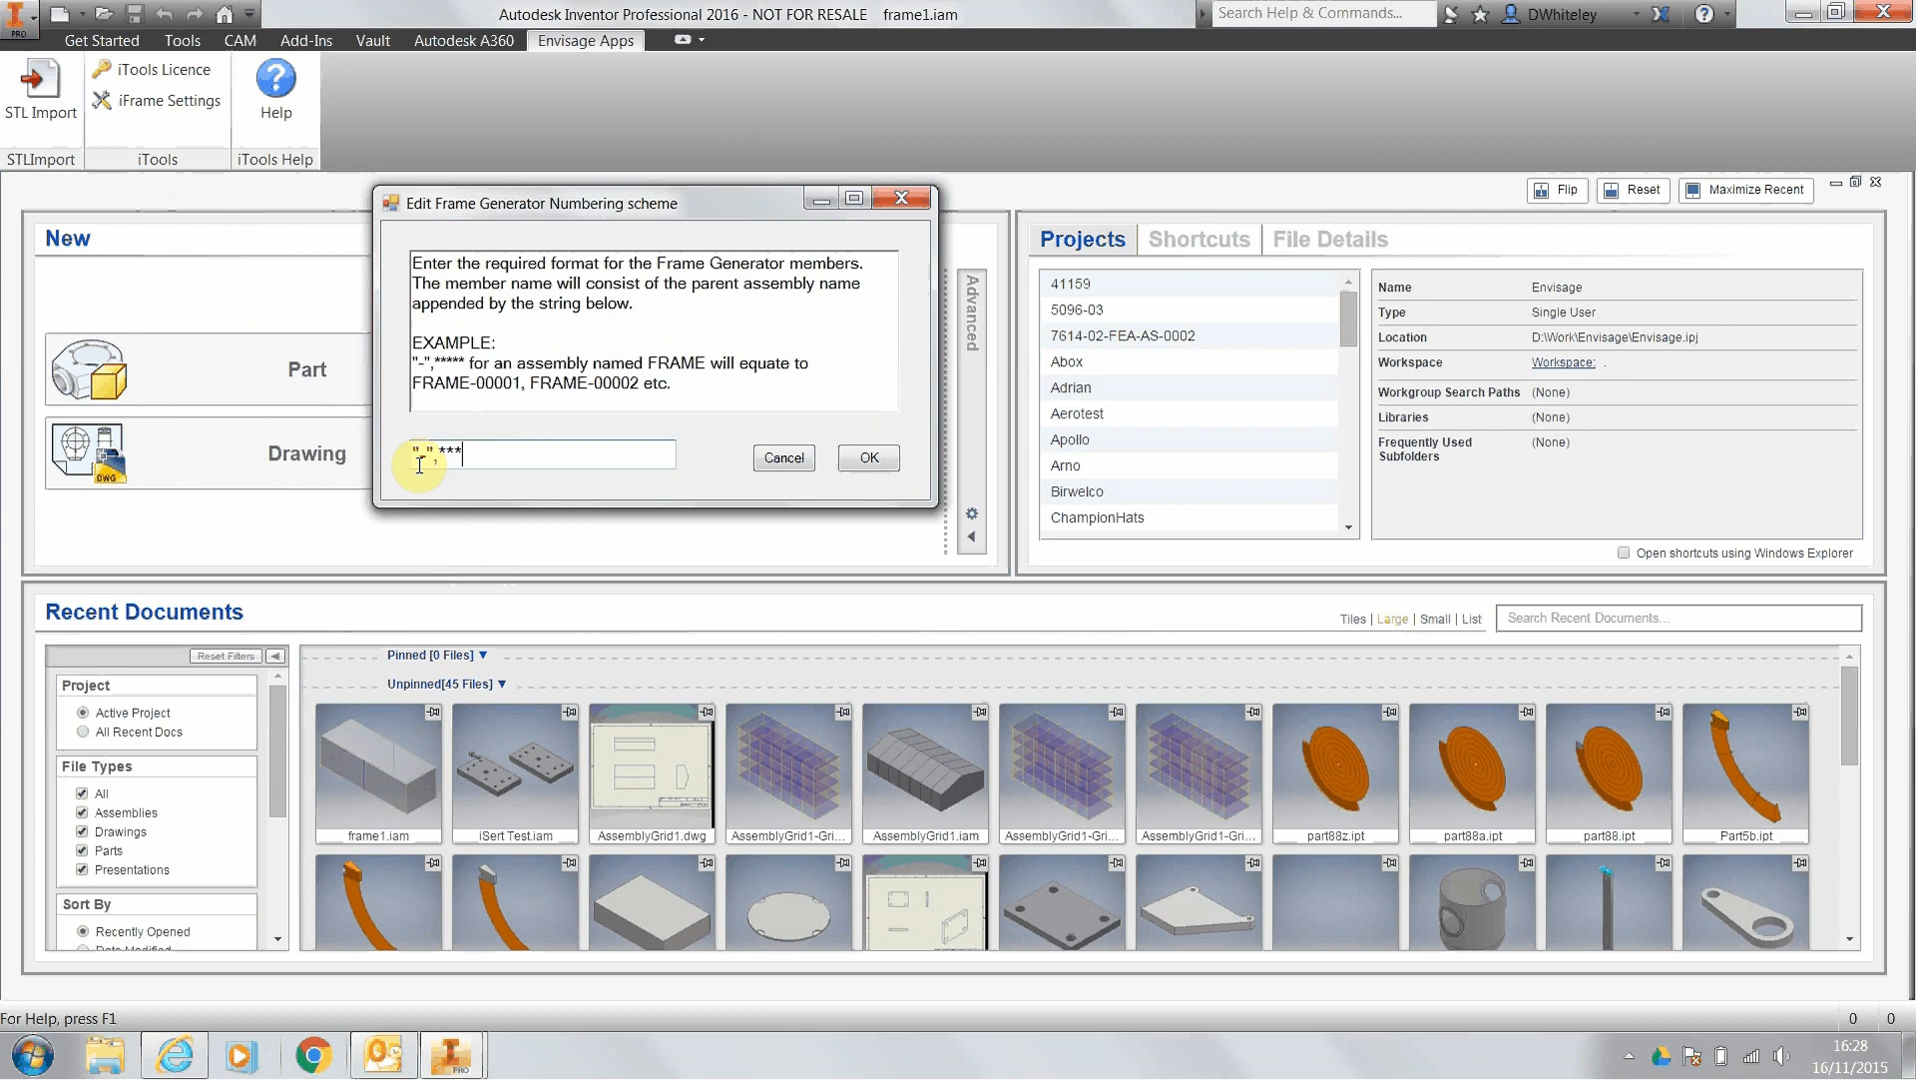 Autodesk Inventor Professional 2016 - NOT FOR RESALE frame1.iam
Search Help & Commands...
DWhiteley
PRO
Get Started Tools CAM Add-Ins Help Vault Autodesk A360 Envisage Apps
STL Import
iTools Licence
iFrame Settings
Help
STLImport iTools iTools Help
Flip Reset Maximize Recent
New
Part
Drawing
DWG
Advanced
Edit Frame Generator Numbering scheme
Enter the required format for the Frame Generator members.
The member name will consist of the parent assembly name
appended by the string below.
EXAMPLE:
"-",***** for an assembly named FRAME will equate to
FRAME-00001, FRAME-00002 etc.
"_",***
Cancel OK
Projects Shortcuts File Details
41159
5096-03
7614-02-FEA-AS-0002
Abox
Adrian
Aerotest
Apollo
Arno
Birwelco
ChampionHats
Name Envisage
Type Single User
Location D:\Work\Envisage\Envisage.ipj
Workspace Workspace: .
Workgroup Search Paths (None)
Libraries (None)
Frequently Used (None)
Subfolders
Open shortcuts using Windows Explorer
Recent Documents
Tiles | Large | Small | List
Search Recent Documents...
Reset Filters
Project
Active Project
All Recent Docs
File Types
All
Assemblies
Drawings
Parts
Presentations
Sort By
Recently Opened
Date Modified
Pinned [0 Files]
Unpinned[45 Files]
frame1.iam iSert Test.iam AssemblyGrid1.dwg AssemblyGrid1-Gri... AssemblyGrid1.iam AssemblyGrid1-Gri... AssemblyGrid1-Gri... part88z.ipt part88a.ipt part88.ipt Part5b.ipt
For Help, press F1
0 0
PRO
16:28
16/11/2015